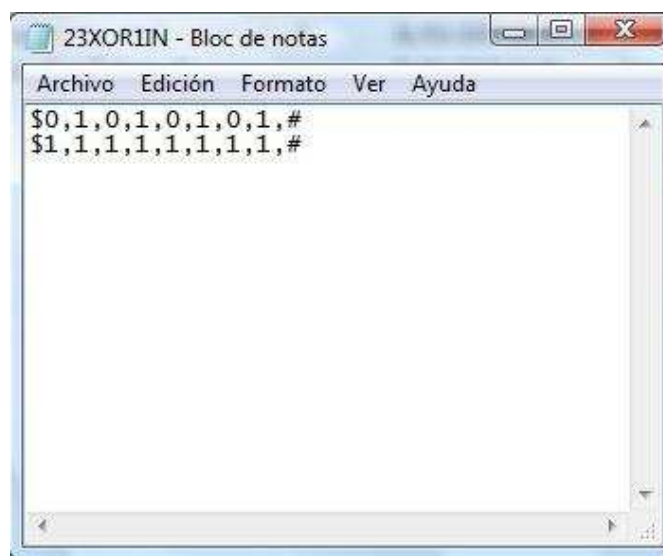 23XOR1IN - Bloc de notas
Archivo Edición Formato Ver Ayuda
$0,1,0,1,0,1,0,1,#
$1,1,1,1,1,1,1,1,#